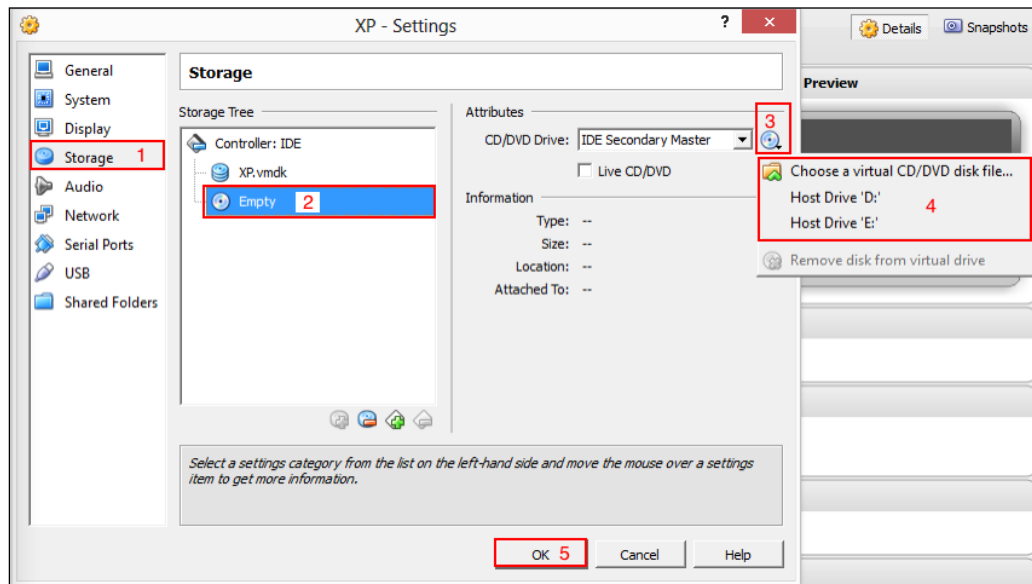 XP - Settings
?
×
Details
Snapshots
General
System
Display
Storage 1
Audio
Network
Serial Ports
USB
Shared Folders
Storage
Storage Tree
Controller: IDE
XP.vmdk
Empty 2
Attributes
3
CD/DVD Drive: IDE Secondary Master
Live CD/DVD
Information
Type: --
Size: --
Location: --
Attached To: --
Preview
Choose a virtual CD/DVD disk file...
Host Drive 'D:'
4
Host Drive 'E:'
Remove disk from virtual drive
Select a settings category from the list on the left-hand side and move the mouse over a settings
item to get more information.
OK 5
Cancel
Help